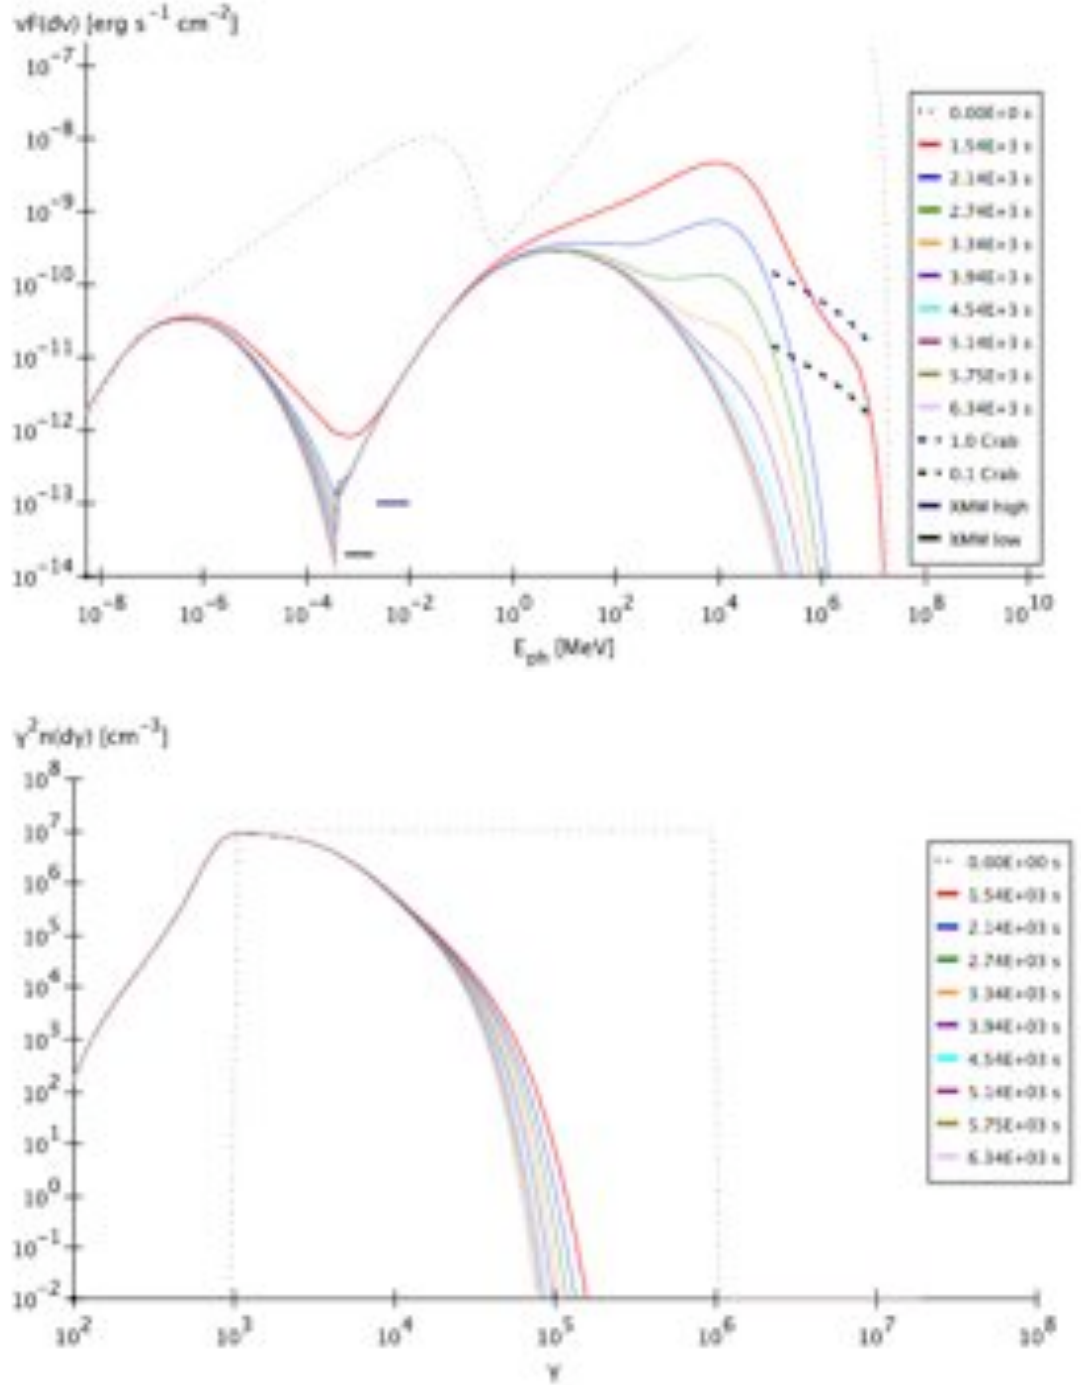 νF(dν) [erg s⁻¹ cm⁻²]
10⁻⁷
10⁻⁸
10⁻⁹
10⁻¹⁰
10⁻¹¹
10⁻¹²
10⁻¹³
10⁻¹⁴
10⁻⁸ 10⁻⁶ 10⁻⁴ 10⁻² 10⁰ 10² 10⁴ 10⁶ 10⁸ 10¹⁰
E_ph [MeV]
0.00E+0 s
1.54E+3 s
2.14E+3 s
2.74E+3 s
3.34E+3 s
3.94E+3 s
4.54E+3 s
5.14E+3 s
5.75E+3 s
6.34E+3 s
1.0 Crab
0.1 Crab
XMW high
XMW low
γ²n(dγ) [cm⁻³]
10⁸
10⁷
10⁶
10⁵
10⁴
10³
10²
10¹
10⁰
10⁻¹
10⁻²
10² 10³ 10⁴ 10⁵ 10⁶ 10⁷ 10⁸
γ
0.00E+00 s
1.54E+03 s
2.14E+03 s
2.74E+03 s
3.34E+03 s
3.94E+03 s
4.54E+03 s
5.14E+03 s
5.75E+03 s
6.34E+03 s